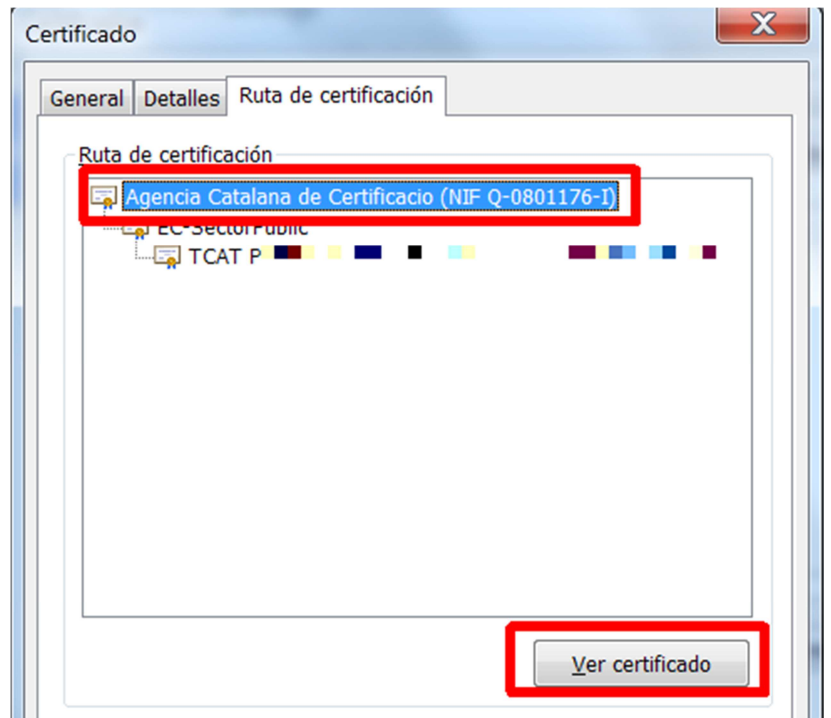 Certificado
General Detalles Ruta de certificación
Ruta de certificación
Agencia Catalana de Certificacio (NIF Q-0801176-I)
EC-SectorPublic
TCAT P
Ver certificado